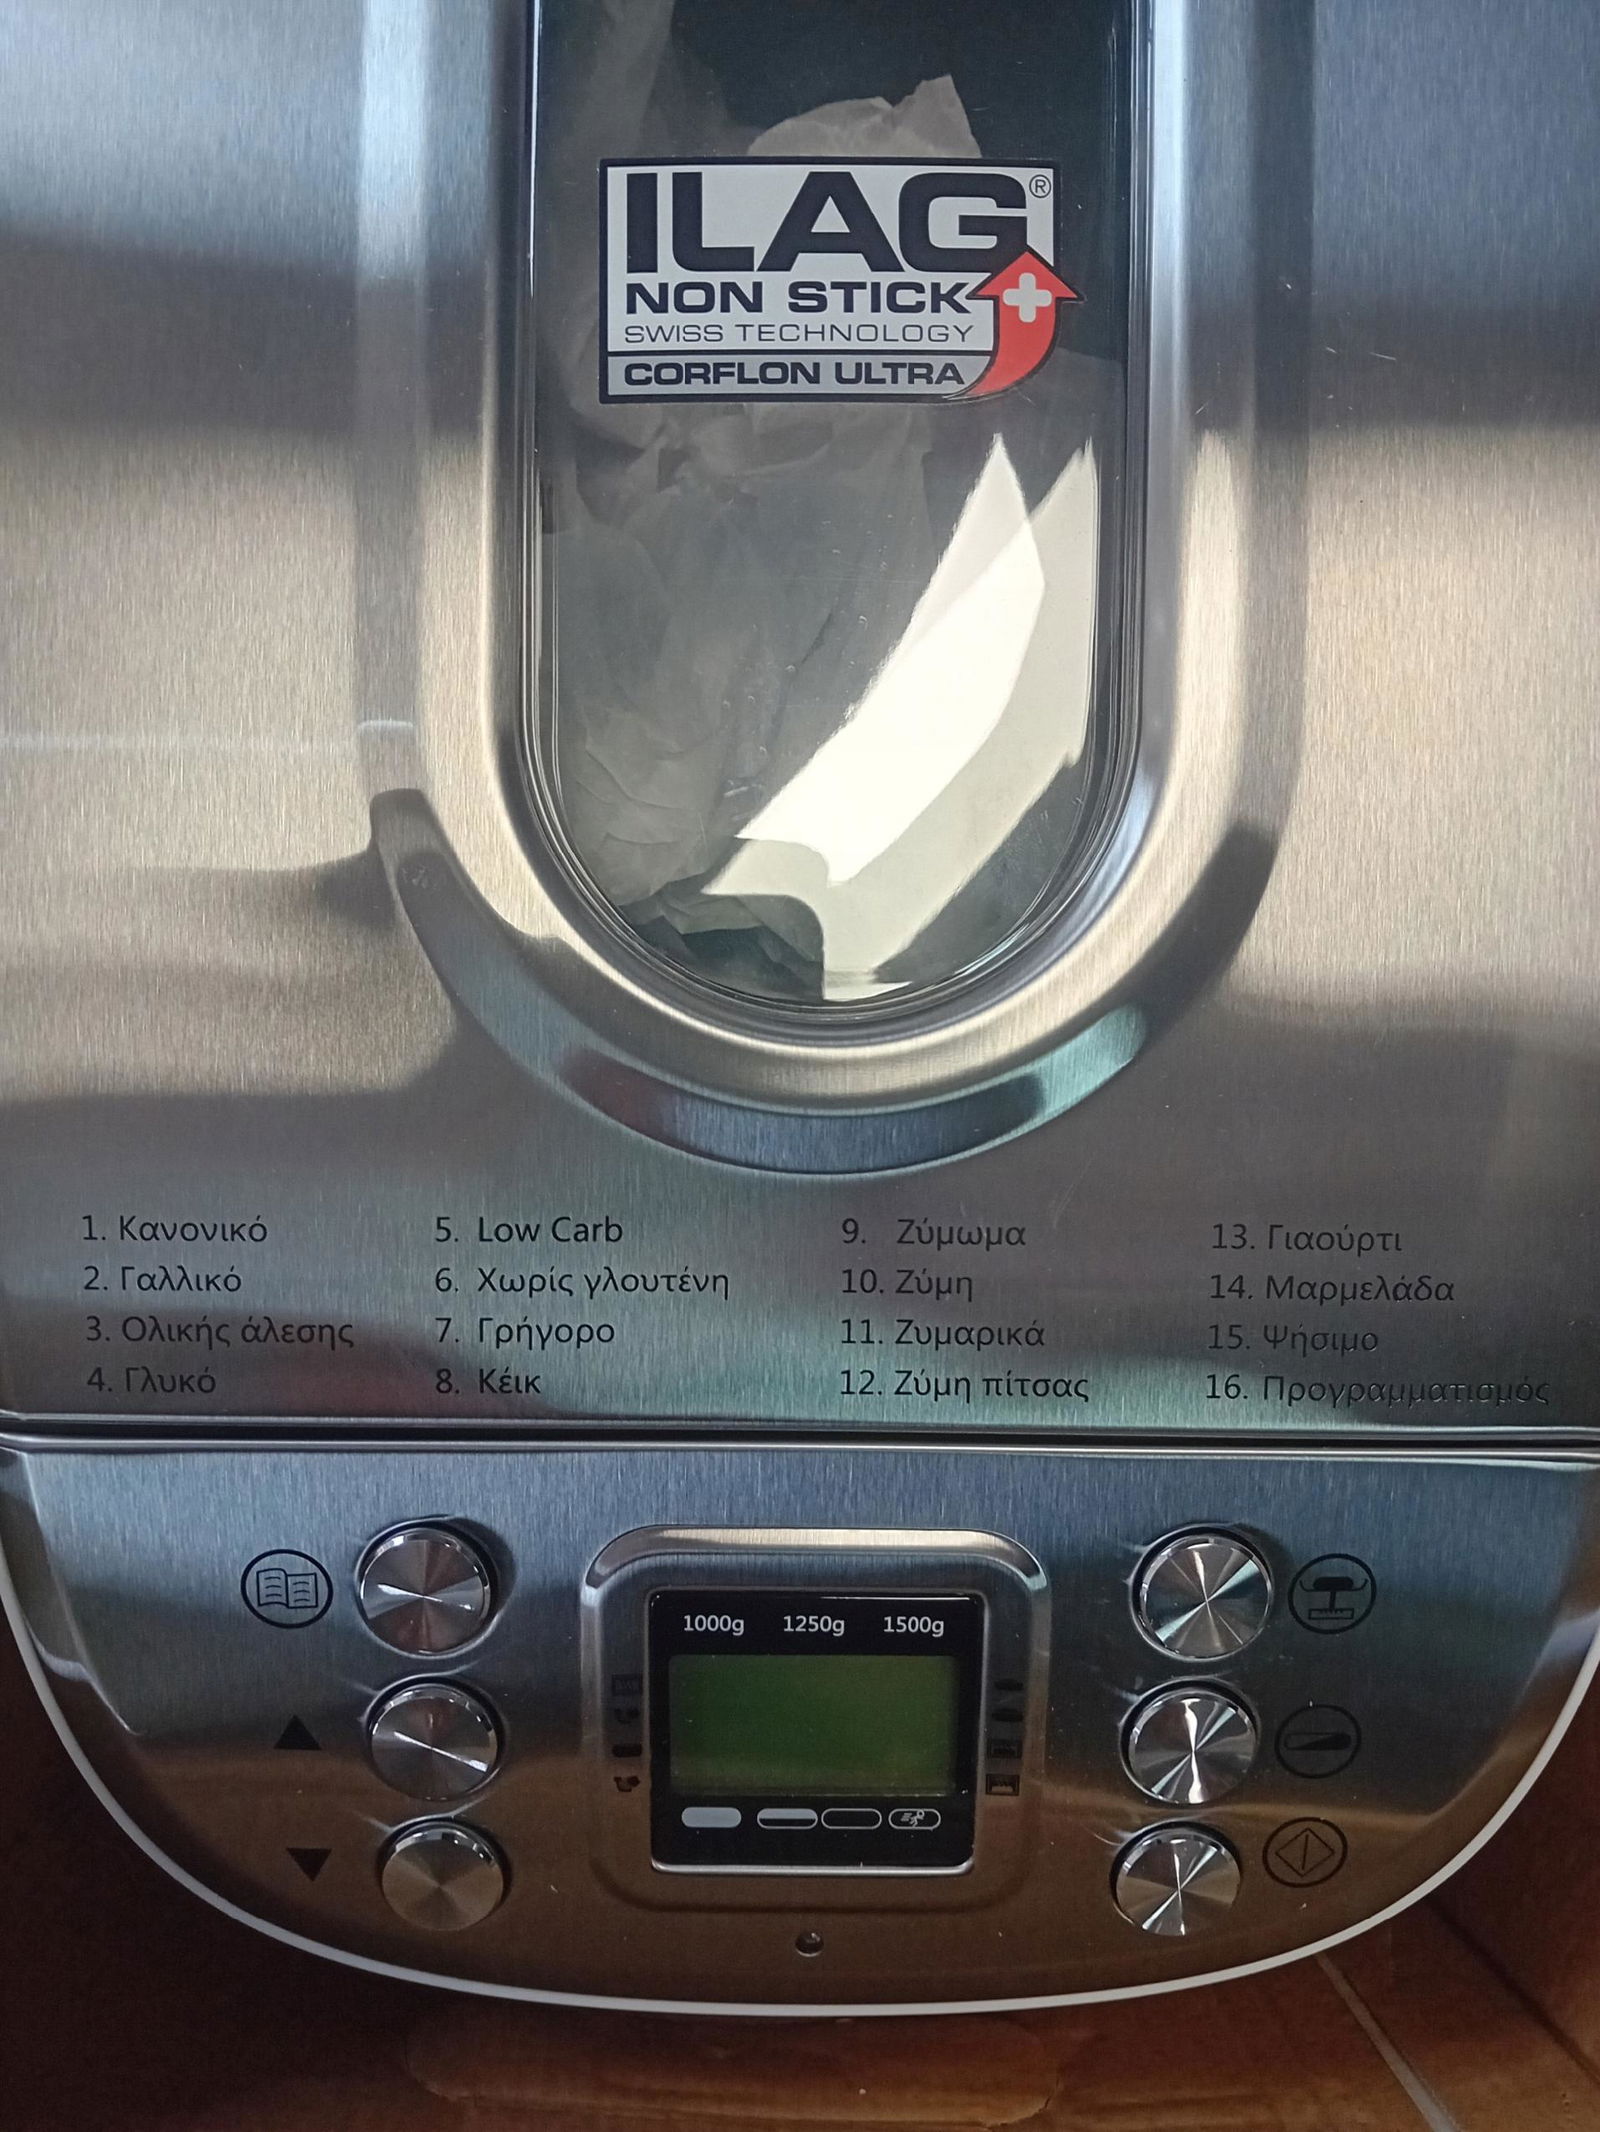 ILAG®
NON STICK
SWISS TECHNOLOGY
CORFLON ULTRA
1. Κανονικό
2. Γαλλικό
3. Ολικής άλεσης
4. Γλυκό
5. Low Carb
6. Χωρίς γλουτένη
7. Γρήγορο
8. Κέικ
9. Ζύμωμα
10. Ζύμη
11. Ζυμαρικά
12. Ζύμη πίτσας
13. Γιαούρτι
14. Μαρμελάδα
15. Ψήσιμο
16. Προγραμματισμός
1000g 1250g 1500g